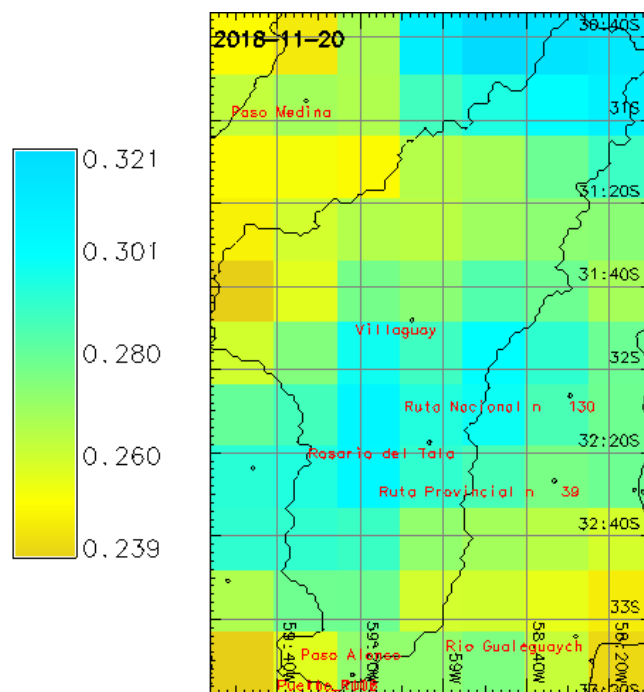 2018-11-20
30:40S
Paso Medina
31S
0.321
31:20S
0.301
31:40S
Villaguay
0.280
32S
Ruta Nacional n 130
0.260
Rosario del Tala
32:20S
Ruta Provincial n 39
0.239
32:40S
33S
59:40W
59:20W
59W
58:40W
58:20W
Paso Alonso
Rio Gualeguaych
Puerto Ruiz